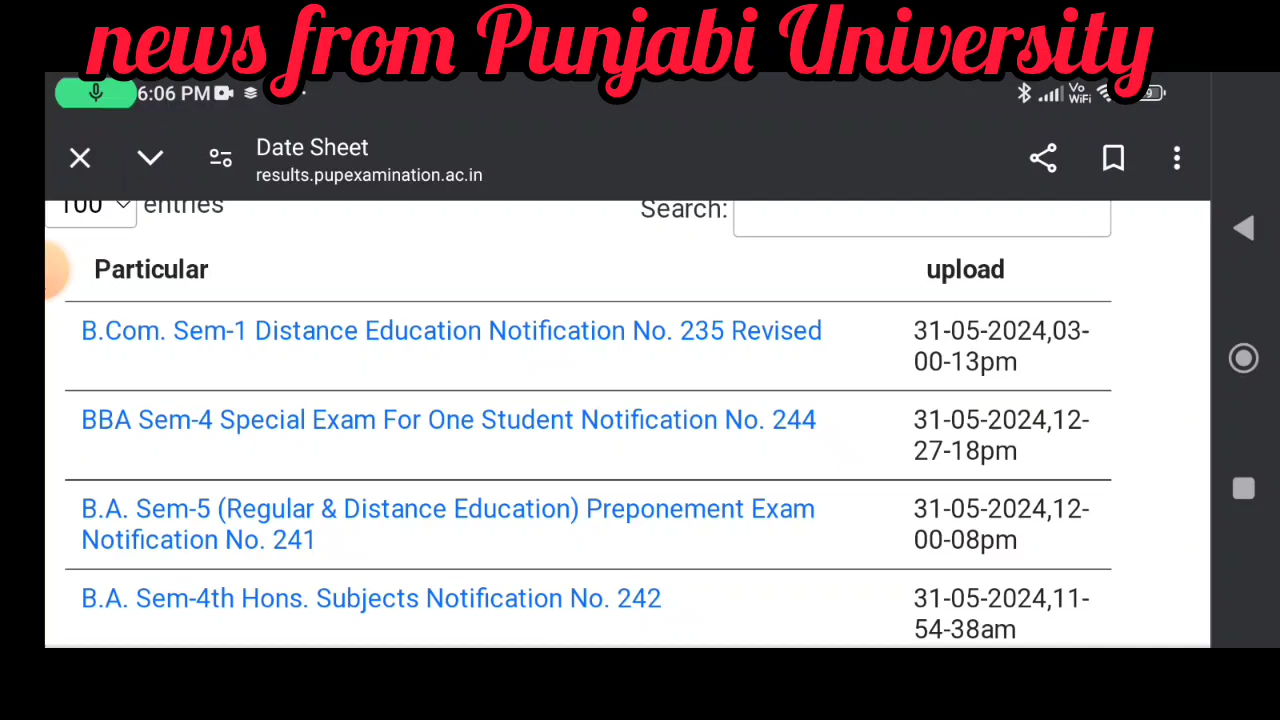 news from Punjabi University
6:06 PM
Vo
WiFi
Date Sheet
results.pupexamination.ac.in
100 entries
Search:
Particular
upload
B.Com. Sem-1 Distance Education Notification No. 235 Revised
31-05-2024,03-
00-13pm
BBA Sem-4 Special Exam For One Student Notification No. 244
31-05-2024,12-
27-18pm
B.A. Sem-5 (Regular & Distance Education) Preponement Exam
Notification No. 241
31-05-2024,12-
00-08pm
B.A. Sem-4th Hons. Subjects Notification No. 242
31-05-2024,11-
54-38am